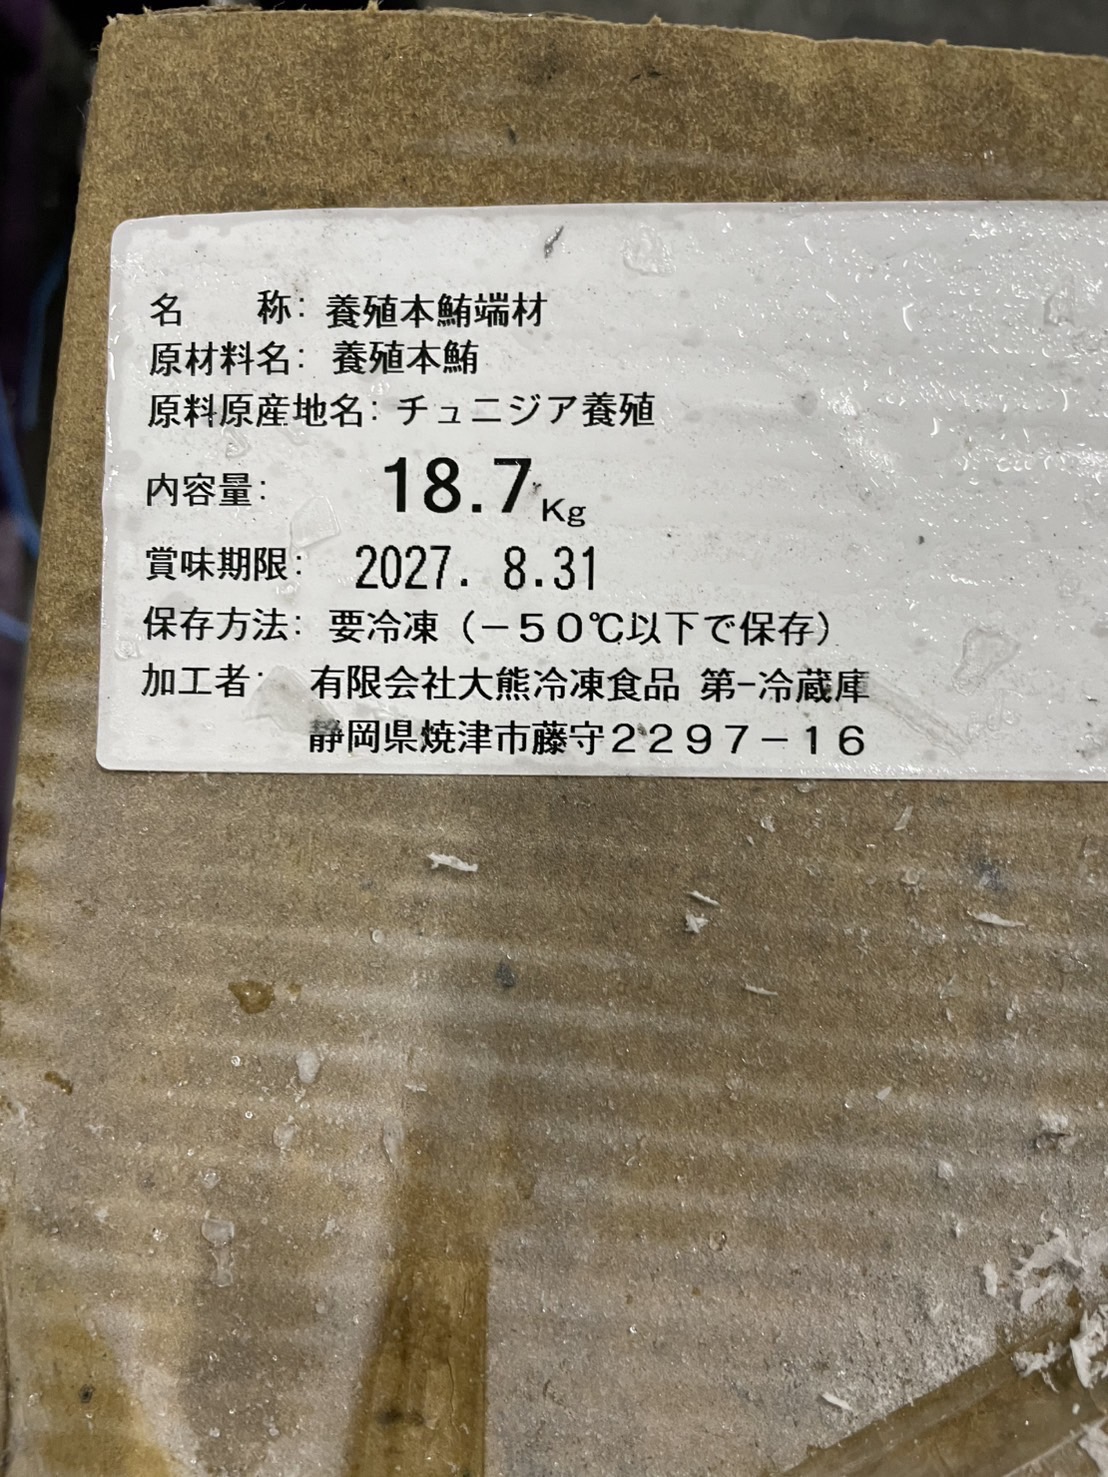 名　　称: 養殖本鮪端材
原材料名: 養殖本鮪
原料原産地名: チュニジア養殖
内容量: 18.7Kg
賞味期限: 2027. 8.31
保存方法: 要冷凍（−５０℃以下で保存）
加工者: 有限会社大熊冷凍食品 第一冷蔵庫
静岡県焼津市藤守２２９７−１６